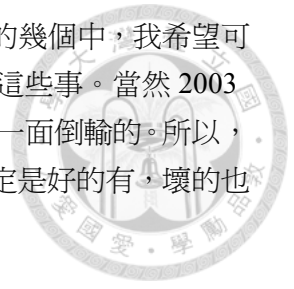 的幾個中，我希望可
這些事。當然 2003
一面倒輸的。所以，
定是好的有，壞的也